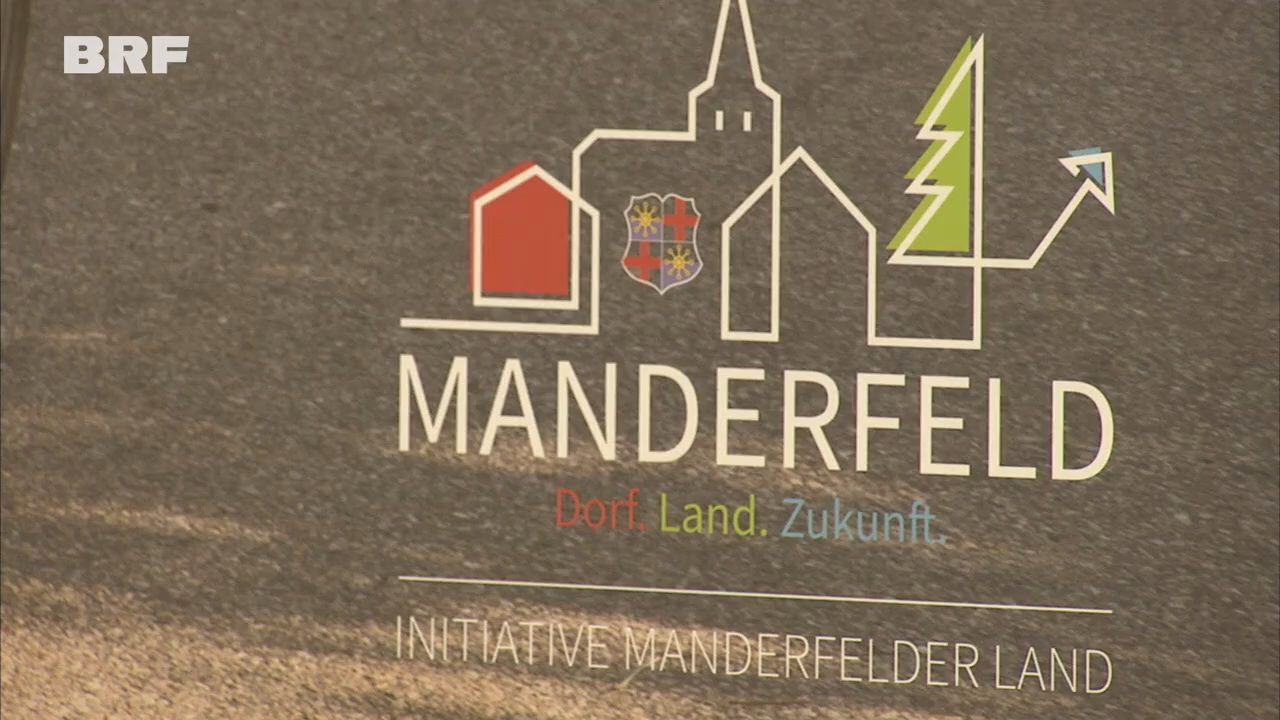 BRF
MANDERFELD
Dorf. Land. Zukunft.
INITIATIVE MANDERFELDER LAND